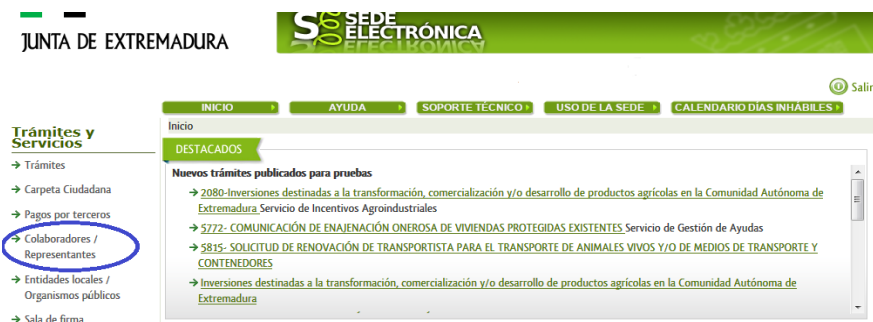 JUNTA DE EXTREMADURA
SEDE
ELECTRÓNICA
Salir
INICIO
AYUDA
SOPORTE TÉCNICO
USO DE LA SEDE
CALENDARIO DÍAS INHÁBILES
Trámites y
Servicios
Trámites
Carpeta Ciudadana
Pagos por terceros
Colaboradores /
Representantes
Entidades locales /
Organismos públicos
Sala de firma
Inicio
DESTACADOS
Nuevos trámites publicados para pruebas
2080-Inversiones destinadas a la transformación, comercialización y/o desarrollo de productos agrícolas en la Comunidad Autónoma de
Extremadura Servicio de Incentivos Agroindustriales
5772- COMUNICACIÓN DE ENAJENACIÓN ONEROSA DE VIVIENDAS PROTEGIDAS EXISTENTES Servicio de Gestión de Ayudas
5815- SOLICITUD DE RENOVACIÓN DE TRANSPORTISTA PARA EL TRANSPORTE DE ANIMALES VIVOS Y/O DE MEDIOS DE TRANSPORTE Y
CONTENEDORES
Inversiones destinadas a la transformación, comercialización y/o desarrollo de productos agrícolas en la Comunidad Autónoma de
Extremadura